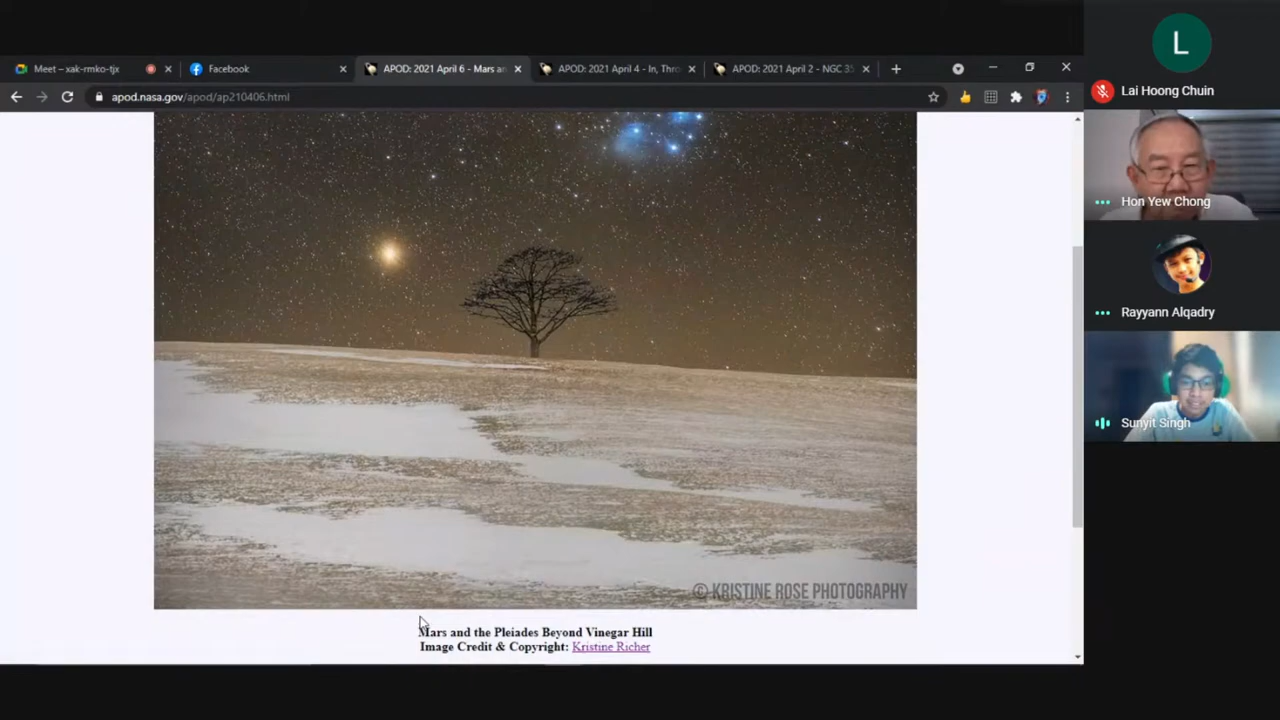 Meet – xak-rmko-tjx
Facebook
APOD: 2021 April 6 - Mars an
APOD: 2021 April 4 - In, Thro
APOD: 2021 April 2 - NGC 35
apod.nasa.gov/apod/ap210406.html
© KRISTINE ROSE PHOTOGRAPHY
Mars and the Pleiades Beyond Vinegar Hill
Image Credit & Copyright: Kristine Richer
L
Lai Hoong Chuin
Hon Yew Chong
Rayyann Alqadry
Sunyit Singh